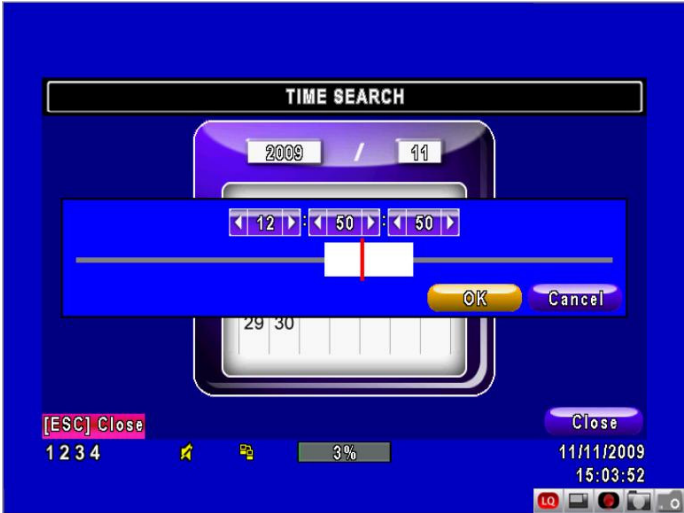 TIME SEARCH
2009 / 11
12 : 50 : 50
OK Cancel
29 30
[ESC] Close Close
1234 3% 11/11/2009
15:03:52
LQ